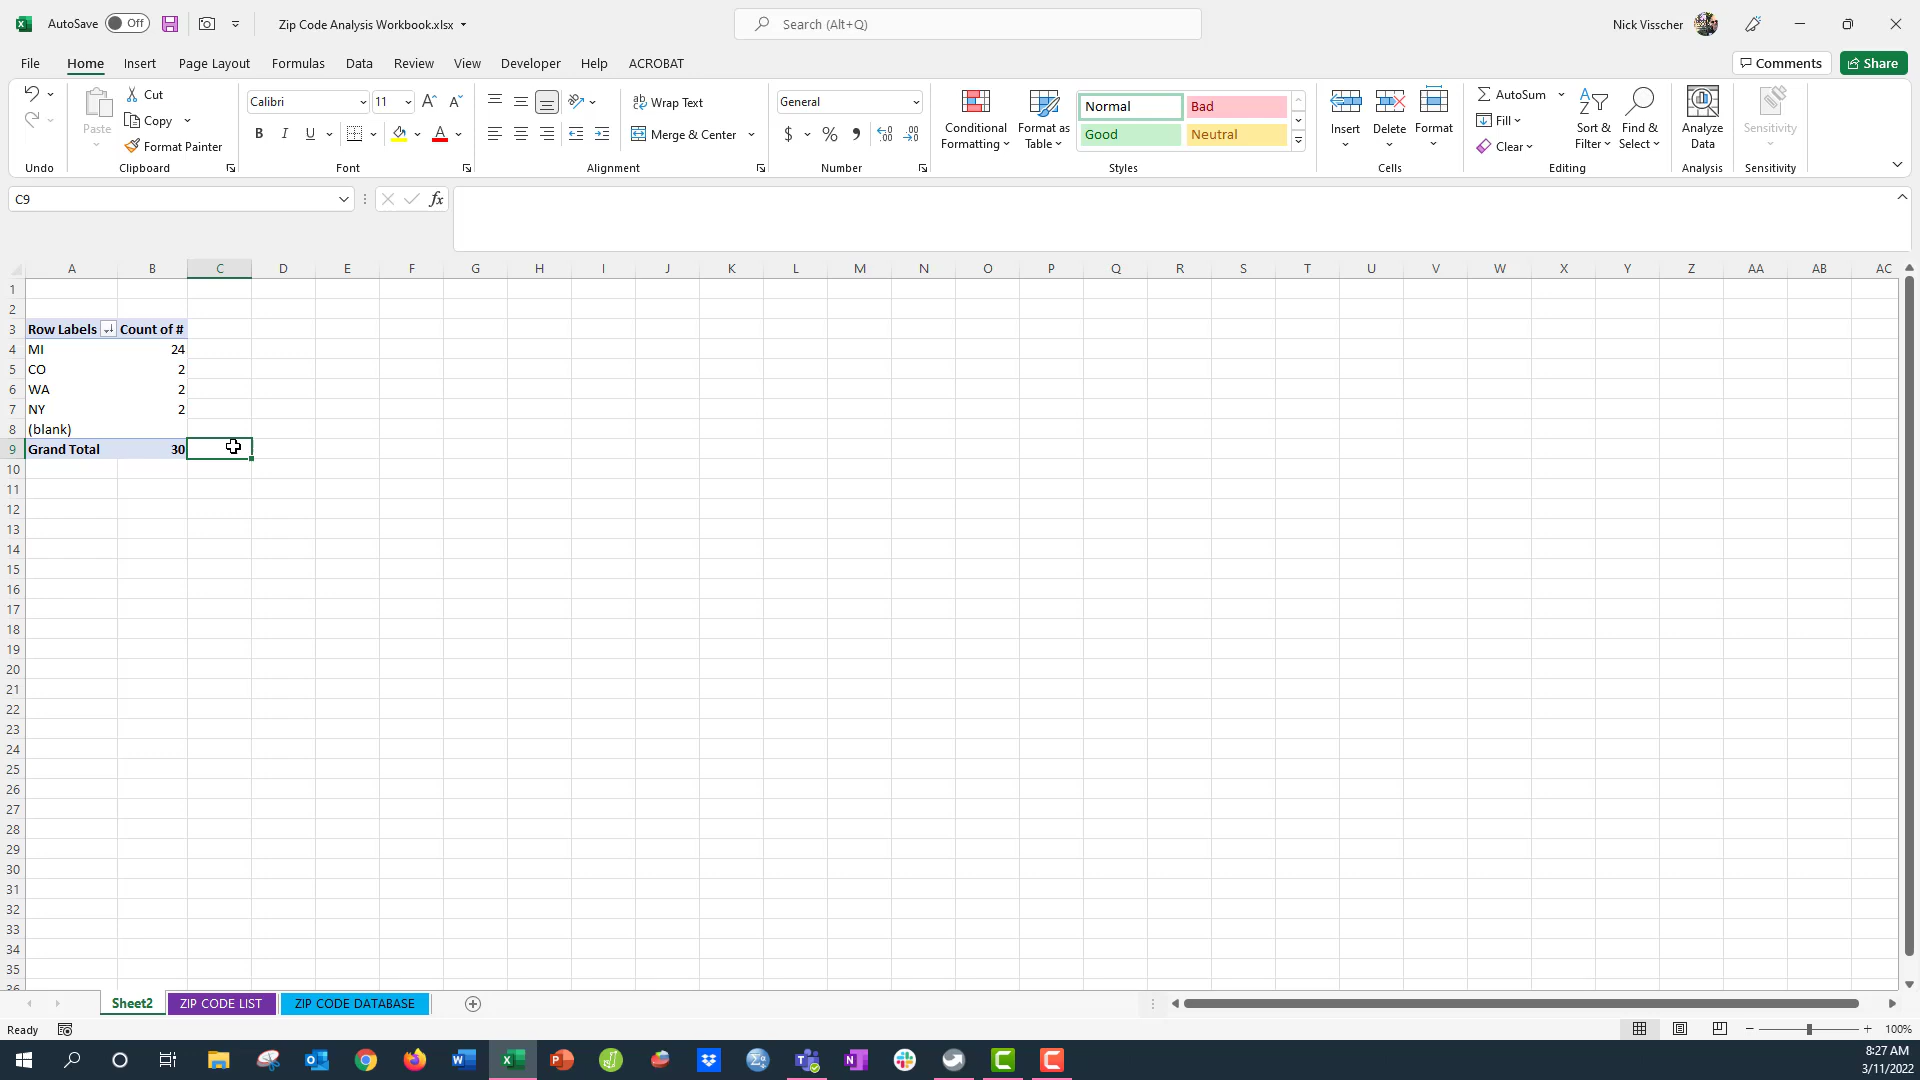 AutoSave Off Zip Code Analysis Workbook.xlsx Search (Alt+Q) Nick Visscher
File Home Insert Page Layout Formulas Data Review View Developer Help ACROBAT Comments Share
Paste Cut Copy Format Painter
Calibri 11 B I U A
Wrap Text Merge & Center
General $ % 9
Conditional Formatting Format as Table
Normal Bad
Good Neutral
Insert Delete Format
AutoSum Fill Clear
Sort & Filter Find & Select
Analyze Data Sensitivity
Undo Clipboard Font Alignment Number Styles Cells Editing Analysis Sensitivity
C9 fx
A B C D E F G H I J K L M N O P Q R S T U V W X Y Z AA AB AC
1
2
3 Row Labels Count of #
4 MI 24
5 CO 2
6 WA 2
7 NY 2
8 (blank)
9 Grand Total 30
10
11
12
13
14
15
16
17
18
19
20
21
22
23
24
25
26
27
28
29
30
31
32
33
34
35
36
Sheet2 ZIP CODE LIST ZIP CODE DATABASE
Ready 100%
8:27 AM
3/11/2022